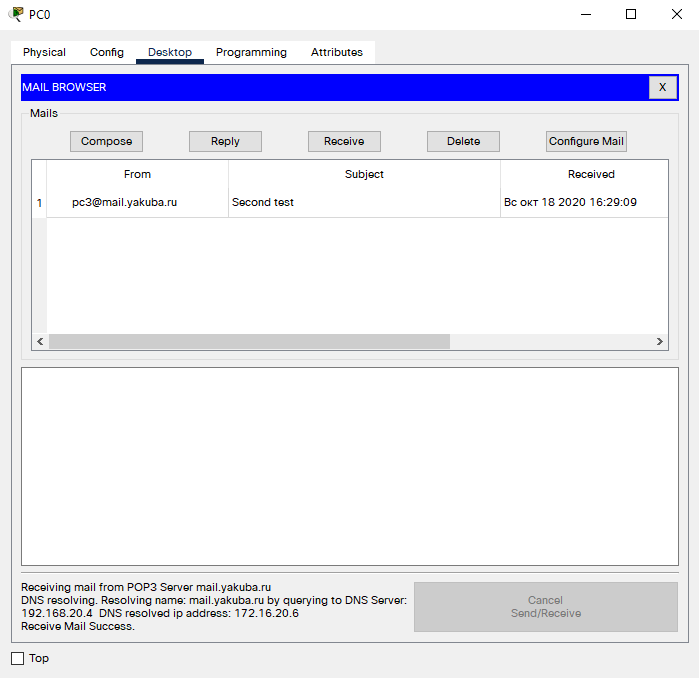 PC0
Physical Config Desktop Programming Attributes
MAIL BROWSER X
Mails
Compose Reply Receive Delete Configure Mail
From Subject Received
1 pc3@mail.yakuba.ru Second test Вс окт 18 2020 16:29:09
Receiving mail from POP3 Server mail.yakuba.ru
DNS resolving. Resolving name: mail.yakuba.ru by querying to DNS Server:
192.168.20.4 DNS resolved ip address: 172.16.20.6
Receive Mail Success.
Cancel
Send/Receive
Top